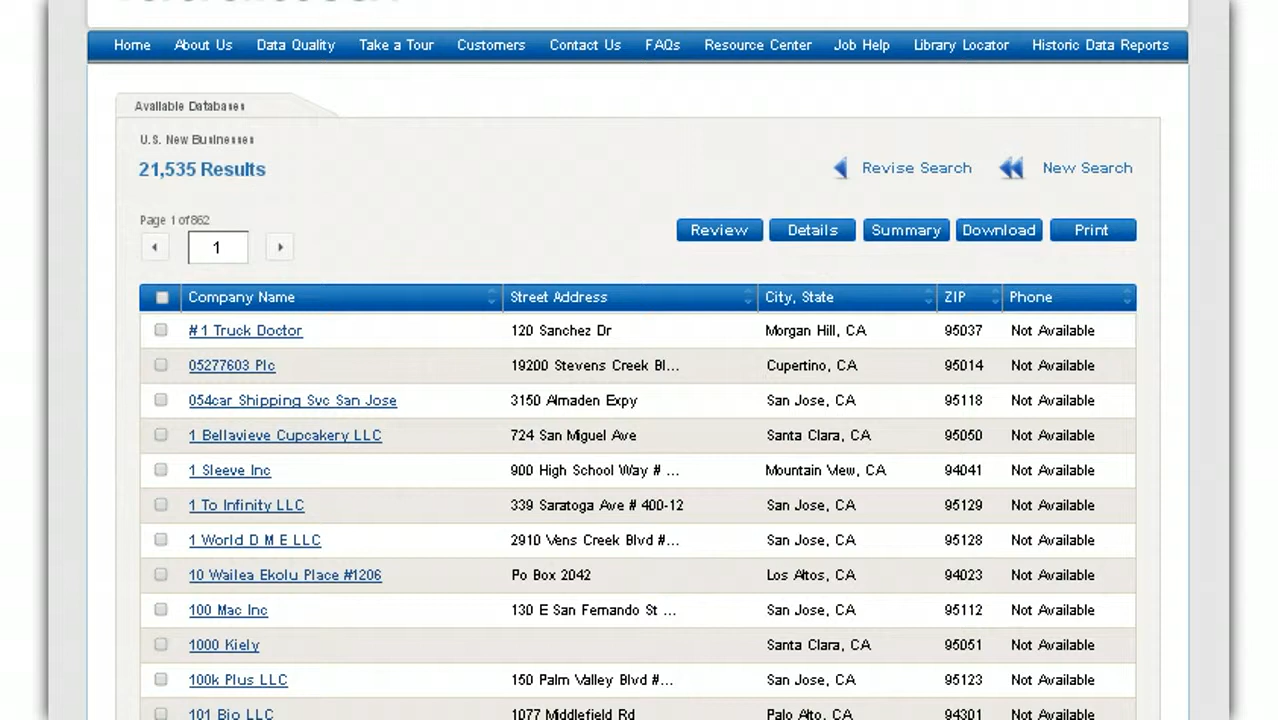 Home About Us Data Quality Take a Tour Customers Contact Us FAQs Resource Center Job Help Library Locator Historic Data Reports
Available Databases
U.S. New Businesses
21,535 Results
Revise Search New Search
Page 1 of 862
1
Review Details Summary Download Print
Company Name Street Address City, State ZIP Phone
# 1 Truck Doctor 120 Sanchez Dr Morgan Hill, CA 95037 Not Available
05277603 Plc 19200 Stevens Creek Bl... Cupertino, CA 95014 Not Available
054car Shipping Svc San Jose 3150 Almaden Expy San Jose, CA 95118 Not Available
1 Bellavieve Cupcakery LLC 724 San Miguel Ave Santa Clara, CA 95050 Not Available
1 Sleeve Inc 900 High School Way # ... Mountain View, CA 94041 Not Available
1 To Infinity LLC 339 Saratoga Ave # 400-12 San Jose, CA 95129 Not Available
1 World D M E LLC 2910 Vens Creek Blvd #... San Jose, CA 95128 Not Available
10 Wailea Ekolu Place #1206 Po Box 2042 Los Altos, CA 94023 Not Available
100 Mac Inc 130 E San Fernando St ... San Jose, CA 95112 Not Available
1000 Kiely Santa Clara, CA 95051 Not Available
100k Plus LLC 150 Palm Valley Blvd #... San Jose, CA 95123 Not Available
101 Bio LLC 1077 Middlefield Rd Palo Alto, CA 94301 Not Available